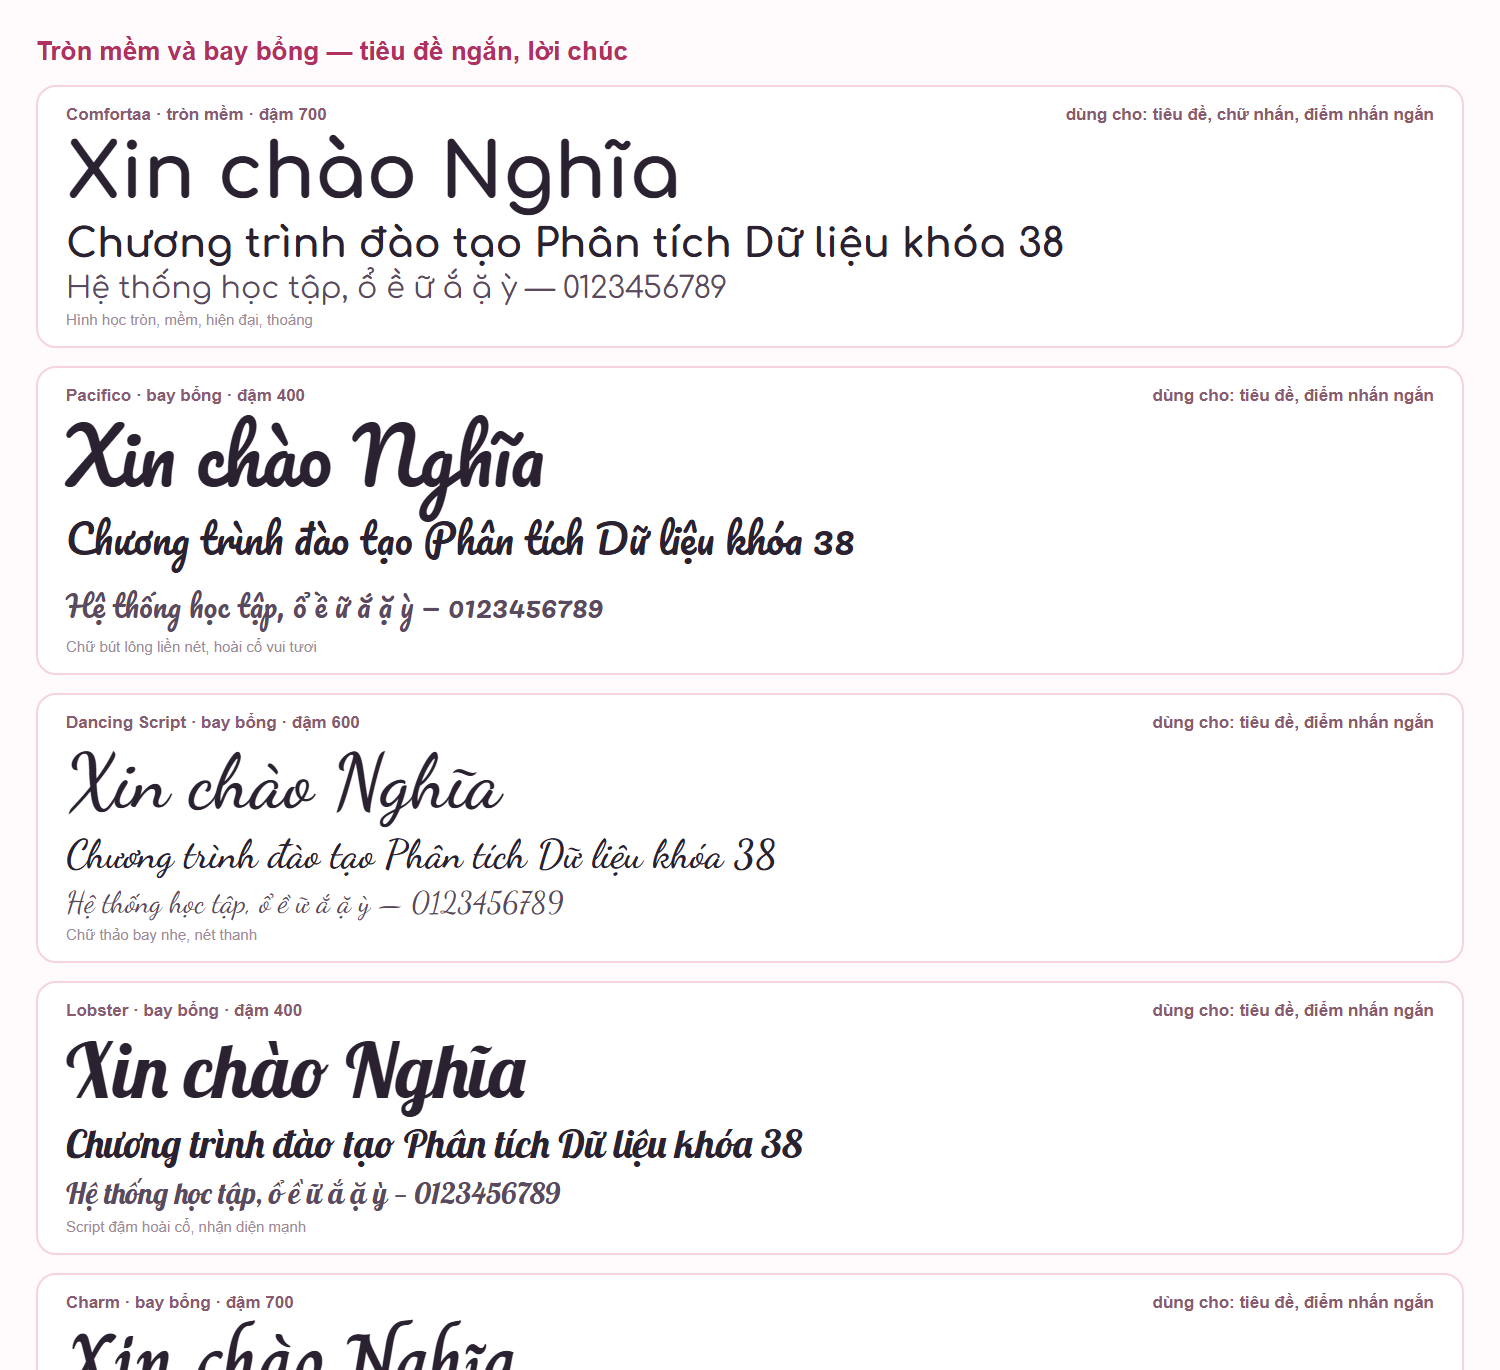 Tròn mềm và bay bổng — tiêu đề ngắn, lời chúc
Comfortaa · tròn mềm · đậm 700
dùng cho: tiêu đề, chữ nhấn, điểm nhấn ngắn
Xin chào Nghĩa
Chương trình đào tạo Phân tích Dữ liệu khóa 38
Hệ thống học tập, ổ ề ữ ắ ặ ỳ — 0123456789
Hình học tròn, mềm, hiện đại, thoáng
Pacifico · bay bổng · đậm 400
dùng cho: tiêu đề, điểm nhấn ngắn
Xin chào Nghĩa
Chương trình đào tạo Phân tích Dữ liệu khóa 38
Hệ thống học tập, ổ ề ữ ắ ặ ỳ — 0123456789
Chữ bút lông liền nét, hoài cổ vui tươi
Dancing Script · bay bổng · đậm 600
dùng cho: tiêu đề, điểm nhấn ngắn
Xin chào Nghĩa
Chương trình đào tạo Phân tích Dữ liệu khóa 38
Hệ thống học tập, ổ ề ữ ắ ặ ỳ — 0123456789
Chữ thảo bay nhẹ, nét thanh
Lobster · bay bổng · đậm 400
dùng cho: tiêu đề, điểm nhấn ngắn
Xin chào Nghĩa
Chương trình đào tạo Phân tích Dữ liệu khóa 38
Hệ thống học tập, ổ ề ữ ắ ặ ỳ — 0123456789
Script đậm hoài cổ, nhận diện mạnh
Charm · bay bổng · đậm 700
dùng cho: tiêu đề, điểm nhấn ngắn
Xin chào Nghĩa